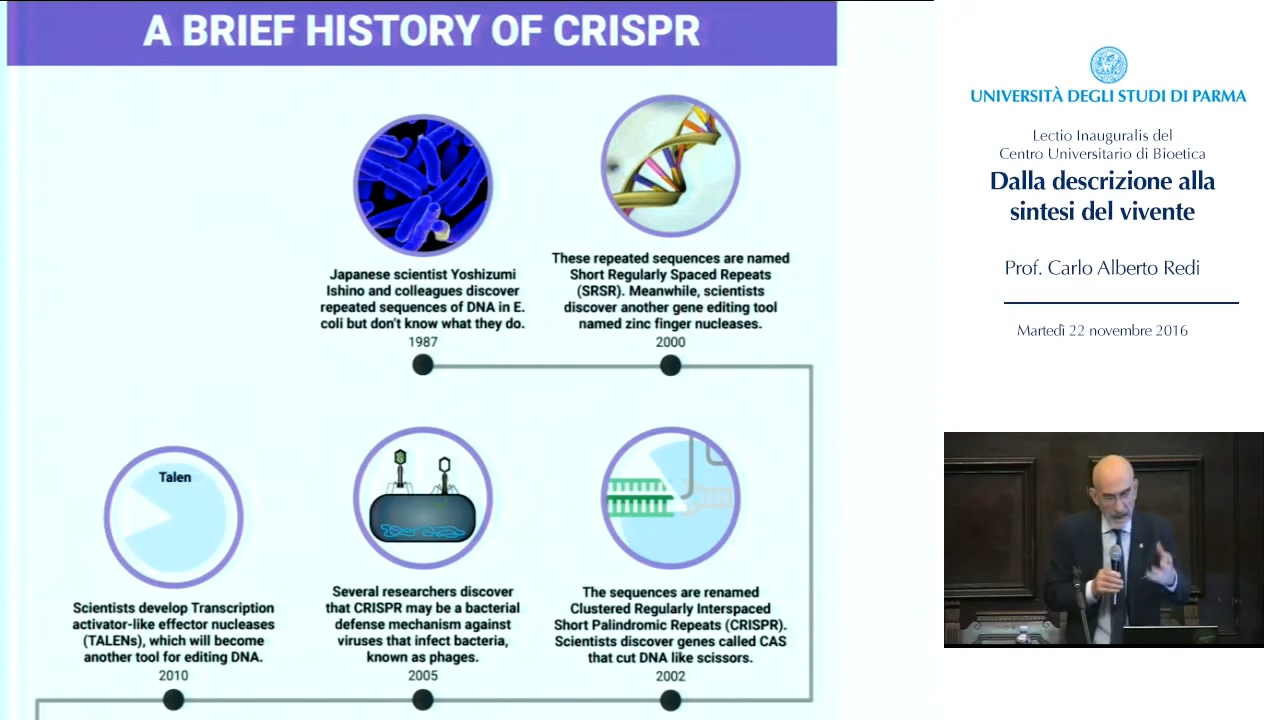 A BRIEF HISTORY OF CRISPR
Japanese scientist Yoshizumi
Ishino and colleagues discover
repeated sequences of DNA in E.
coli but don't know what they do.
1987
These repeated sequences are named
Short Regularly Spaced Repeats
(SRSR). Meanwhile, scientists
discover another gene editing tool
named zinc finger nucleases.
2000
Talen
Scientists develop Transcription
activator-like effector nucleases
(TALENs), which will become
another tool for editing DNA.
2010
Several researchers discover
that CRISPR may be a bacterial
defense mechanism against
viruses that infect bacteria,
known as phages.
2005
The sequences are renamed
Clustered Regularly Interspaced
Short Palindromic Repeats (CRISPR).
Scientists discover genes called CAS
that cut DNA like scissors.
2002
UNIVERSITÀ DEGLI STUDI DI PARMA
Lectio Inauguralis del
Centro Universitario di Bioetica
Dalla descrizione alla
sintesi del vivente
Prof. Carlo Alberto Redi
Martedì 22 novembre 2016